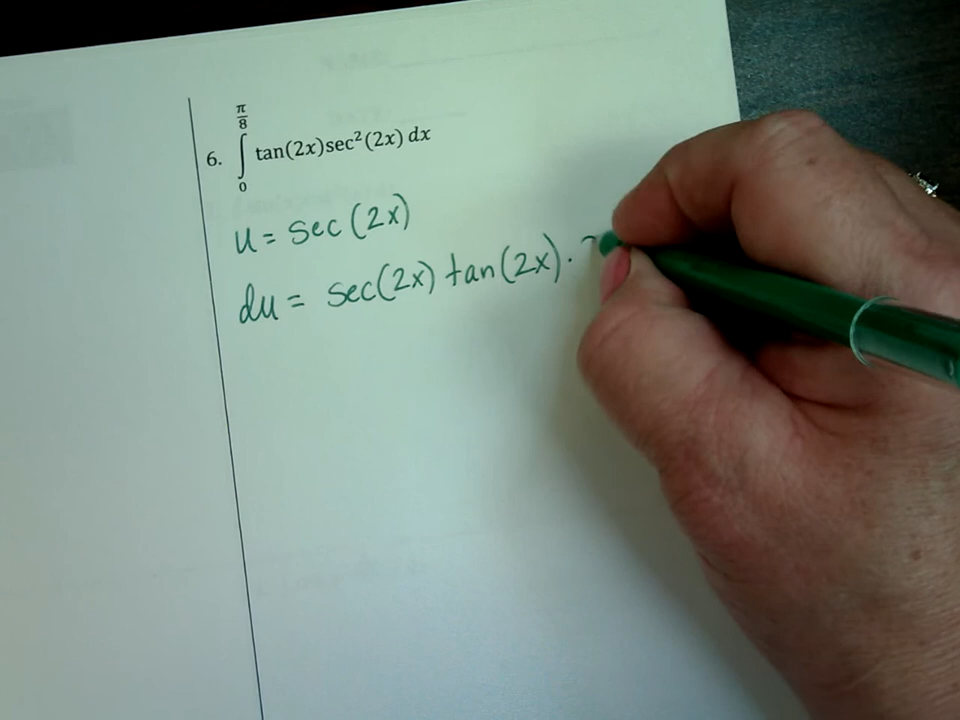 π/8
6. ∫ tan(2x)sec²(2x) dx
0
u = sec(2x)
du = sec(2x) tan(2x) ·